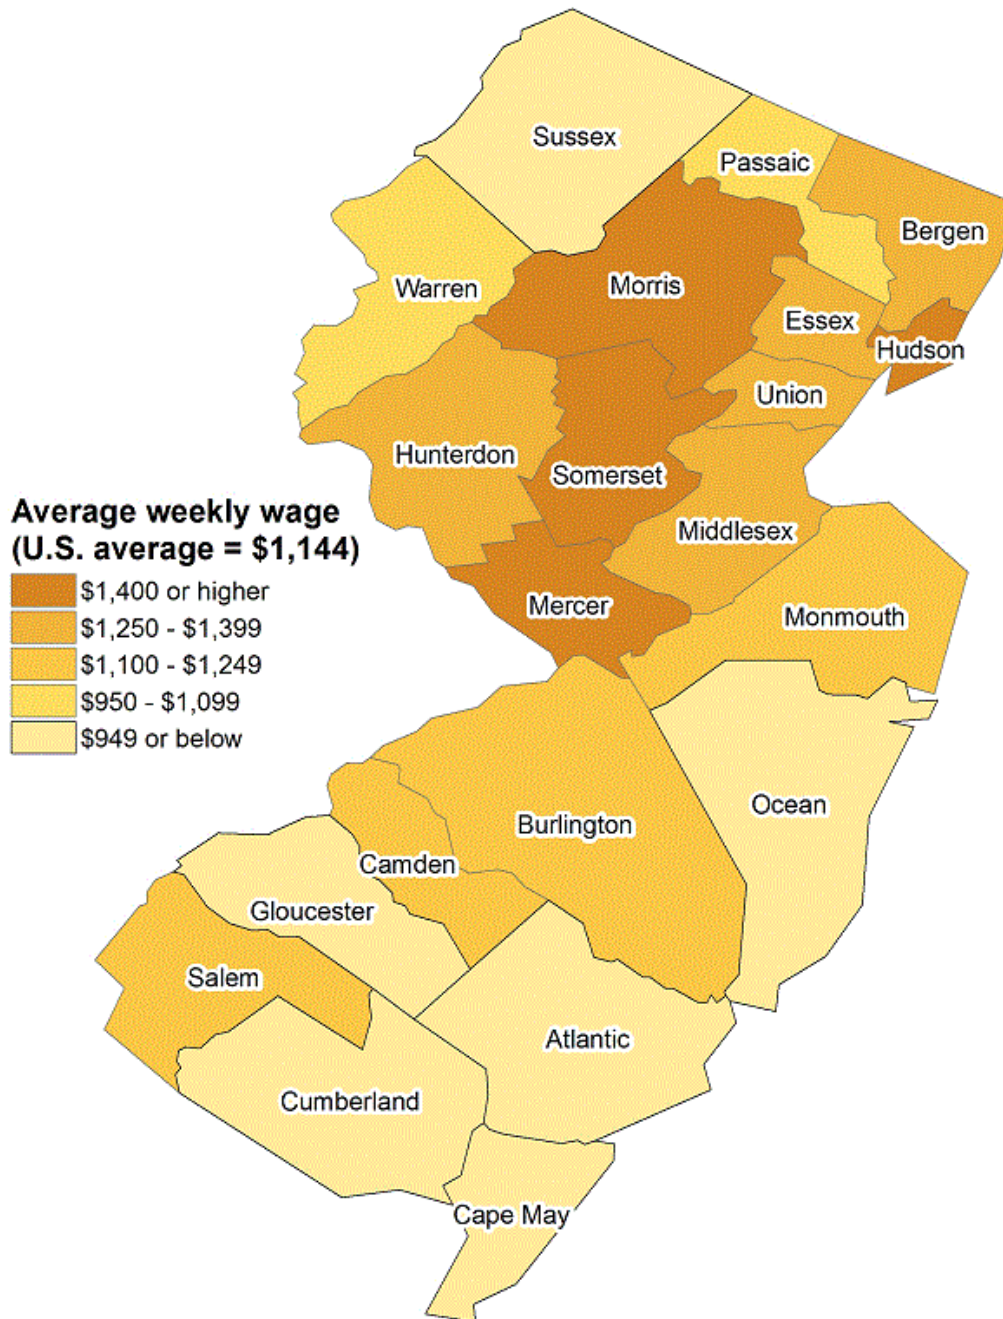 Sussex
Passaic
Bergen
Warren
Morris
Essex
Hudson
Union
Hunterdon
Somerset
Average weekly wage
(U.S. average = $1,144)
$1,400 or higher
$1,250 - $1,399
$1,100 - $1,249
$950 - $1,099
$949 or below
Middlesex
Mercer
Monmouth
Ocean
Burlington
Camden
Gloucester
Salem
Atlantic
Cumberland
Cape May